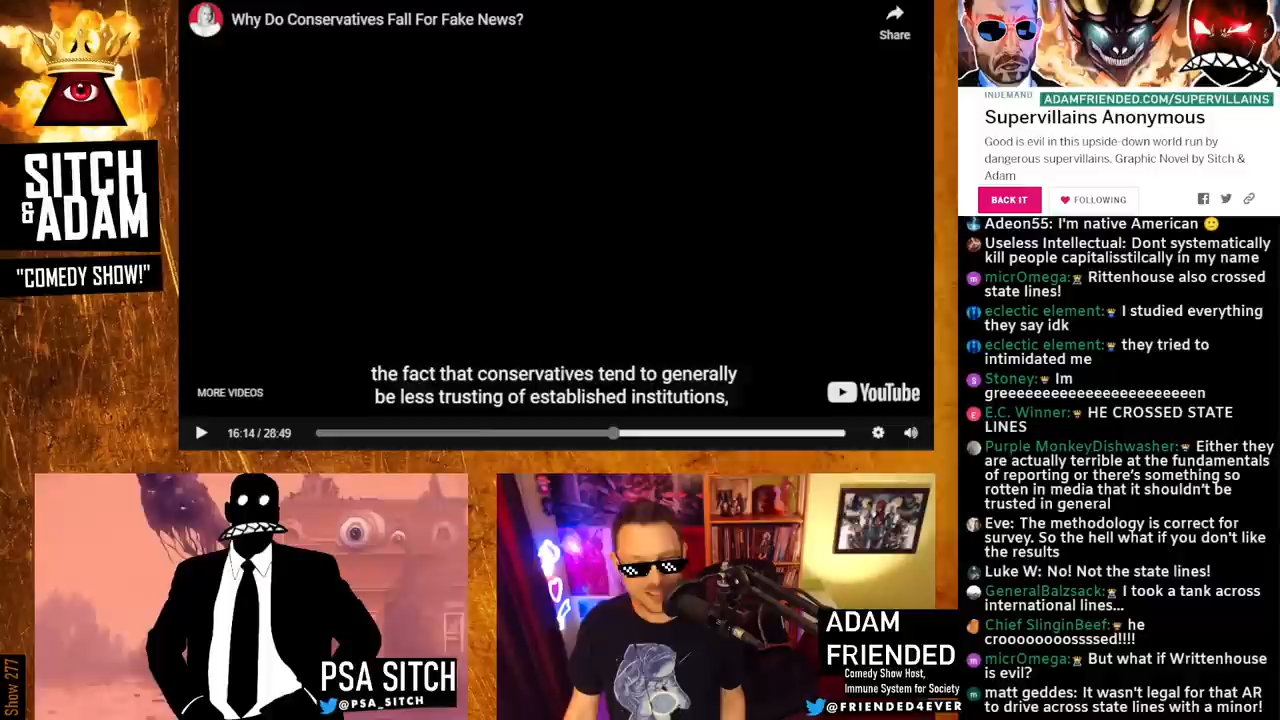 Why Do Conservatives Fall For Fake News?
Share
SITCH
& ADAM
"COMEDY SHOW!"
the fact that conservatives tend to generally
be less trusting of established institutions,
MORE VIDEOS
YouTube
16:14 / 28:49
INDEMAND
ADAMFRIENDED.COM/SUPERVILLAINS
Supervillains Anonymous
Good is evil in this upside-down world run by
dangerous supervillains. Graphic Novel by Sitch &
Adam
BACK IT
FOLLOWING
Adeon55: I'm native American
Useless Intellectual: Dont systematically
kill people capitalisstilcally in my name
micrOmega: Rittenhouse also crossed
state lines!
eclectic element: I studied everything
they say idk
eclectic element: they tried to
intimidated me
Stoney: Im
greeeeeeeeeeeeeeeeeeeeeen
E.C. Winner: HE CROSSED STATE
LINES
Purple MonkeyDishwasher: Either they
are actually terrible at the fundamentals
of reporting or there's something so
rotten in media that it shouldn't be
trusted in general
Eve: The methodology is correct for
survey. So the hell what if you don't like
the results
Luke W: No! Not the state lines!
GeneralBalzsack: I took a tank across
international lines...
Chief SlinginBeef: he
crooooooossssed!!!!
micrOmega: But what if Writtenhouse
is evil?
matt geddes: It wasn't legal for that AR
to drive across state lines with a minor!
Show 277
PSA SITCH
@PSA_SITCH
ADAM
FRIENDED
Comedy Show Host,
Immune System for Society
@FRIENDED4EVER